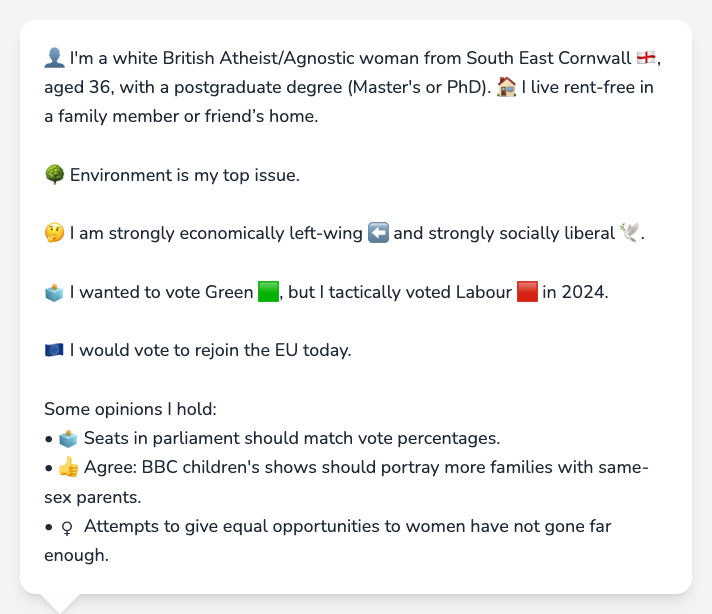 👤 I'm a white British Atheist/Agnostic woman from South East Cornwall 🏴󠁧󠁢󠁥󠁮󠁧󠁿,
aged 36, with a postgraduate degree (Master's or PhD). 🏠 I live rent-free in
a family member or friend’s home.
🌳 Environment is my top issue.
🤔 I am strongly economically left-wing ⬅️ and strongly socially liberal 🕊️.
🗳️ I wanted to vote Green 🟩, but I tactically voted Labour 🟥 in 2024.
🇪🇺 I would vote to rejoin the EU today.
Some opinions I hold:
• 🗳️ Seats in parliament should match vote percentages.
• 👍 Agree: BBC children's shows should portray more families with same-
sex parents.
• ♀ Attempts to give equal opportunities to women have not gone far
enough.